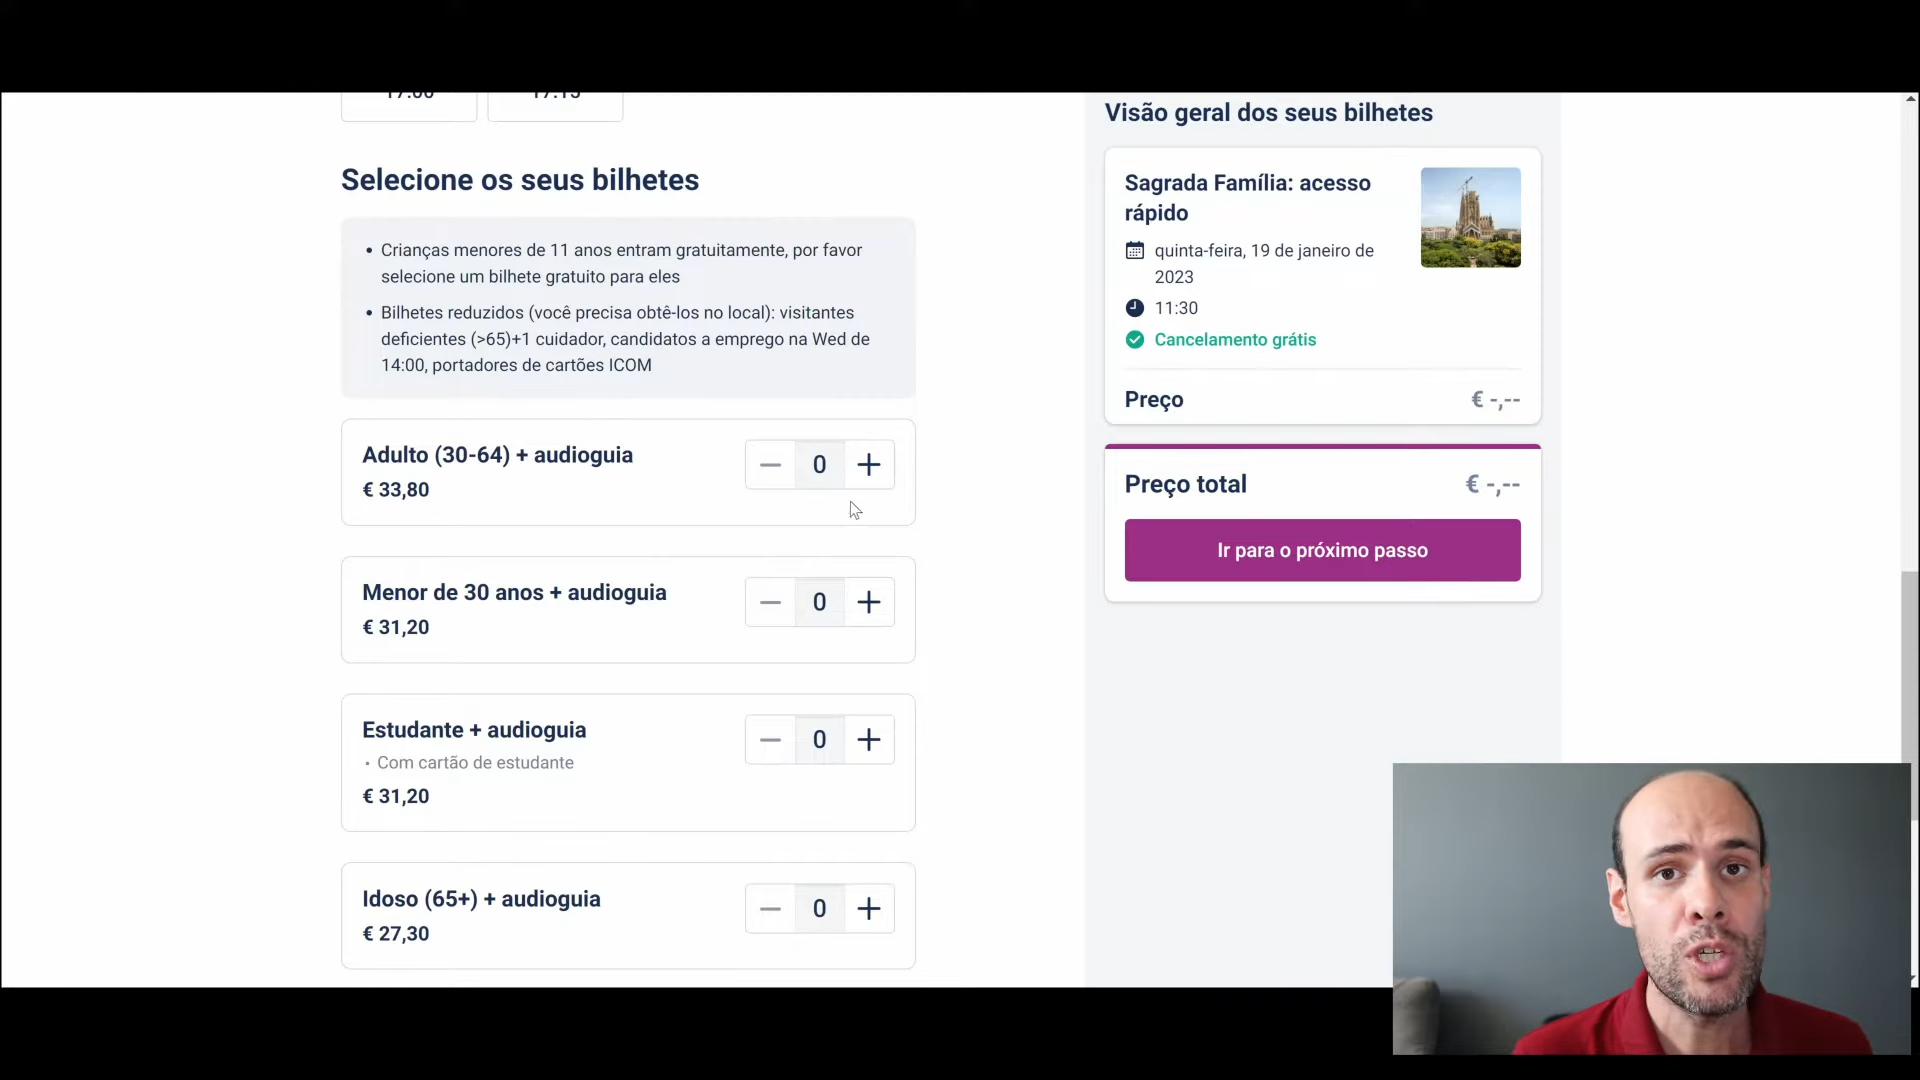 17:00
17:15
Selecione os seus bilhetes
• Crianças menores de 11 anos entram gratuitamente, por favor
selecione um bilhete gratuito para eles
• Bilhetes reduzidos (você precisa obtê-los no local): visitantes
deficientes (>65)+1 cuidador, candidatos a emprego na Wed de
14:00, portadores de cartões ICOM
Adulto (30-64) + audioguia
€ 33,80
0
Menor de 30 anos + audioguia
€ 31,20
0
Estudante + audioguia
• Com cartão de estudante
€ 31,20
0
Idoso (65+) + audioguia
€ 27,30
0
Visão geral dos seus bilhetes
Sagrada Família: acesso
rápido
quinta-feira, 19 de janeiro de
2023
11:30
Cancelamento grátis
Preço € -,--
Preço total € -,--
Ir para o próximo passo